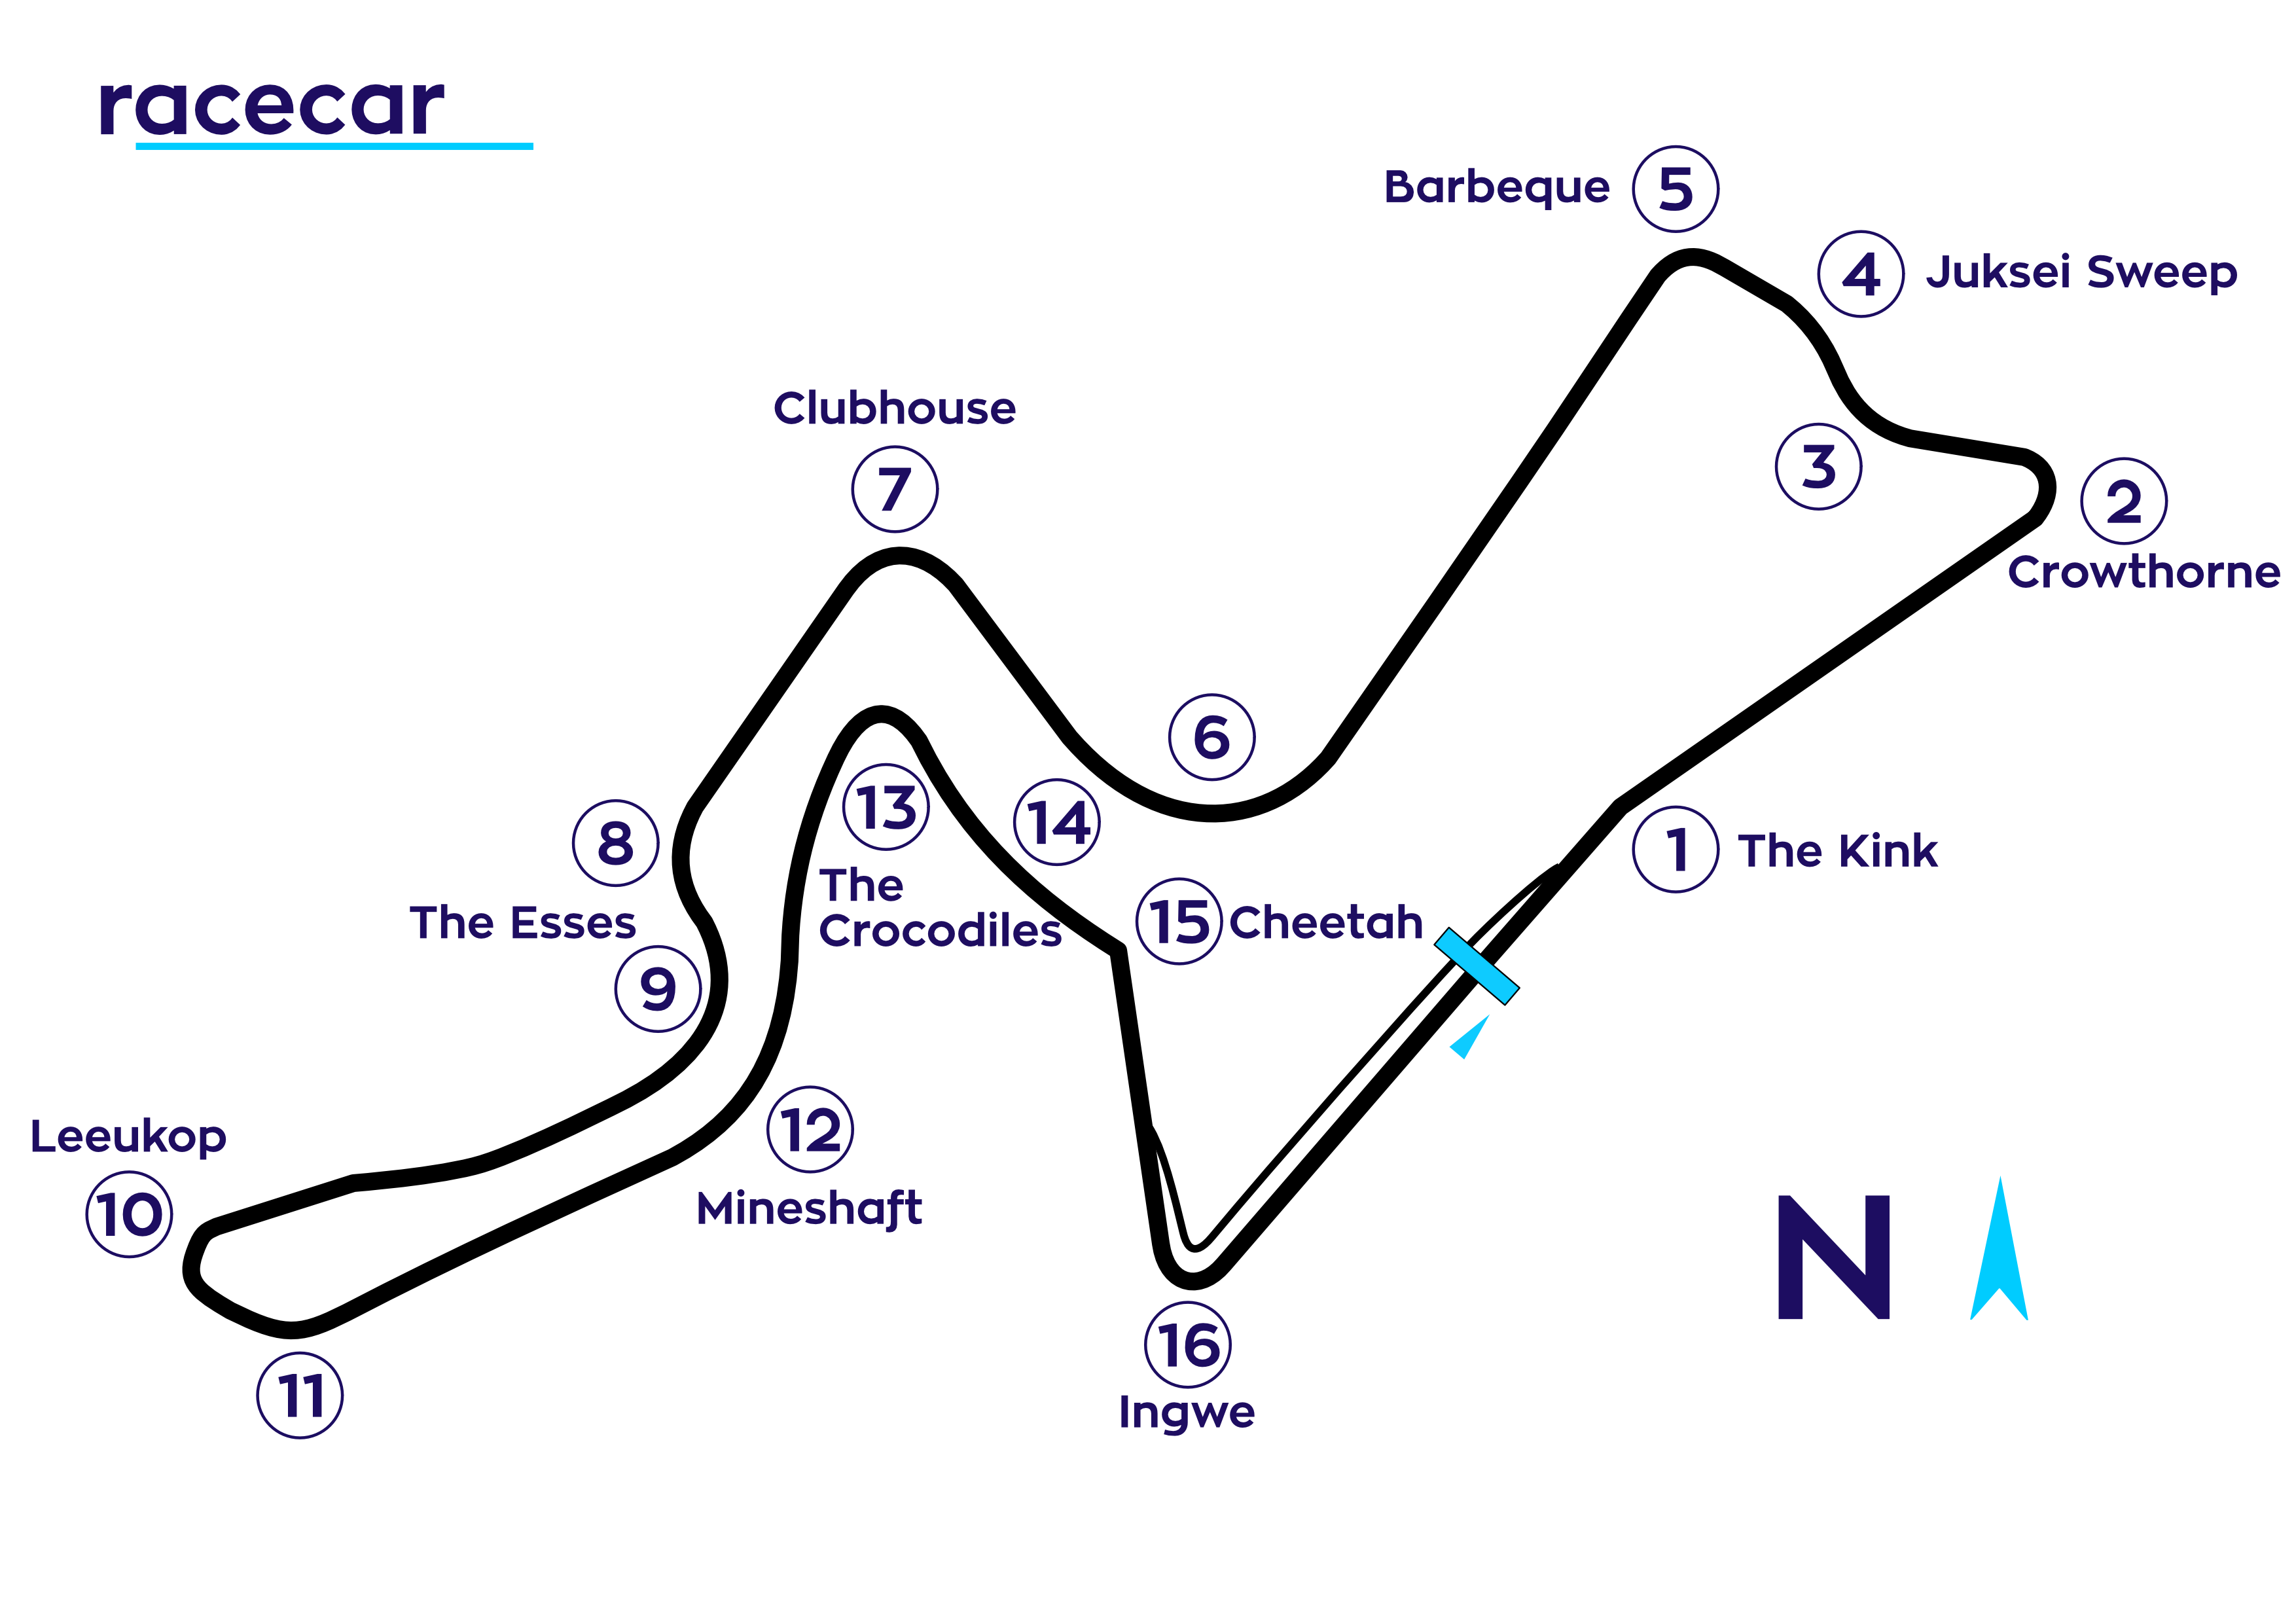 racecar
Barbeque 5
4 Juksei Sweep
Clubhouse
7
3
2
Crowthorne
6
13
14
8
1 The Kink
The
Crocodiles
15 Cheetah
The Esses
9
Leeukop
12
10
Mineshaft
N
16
11
Ingwe